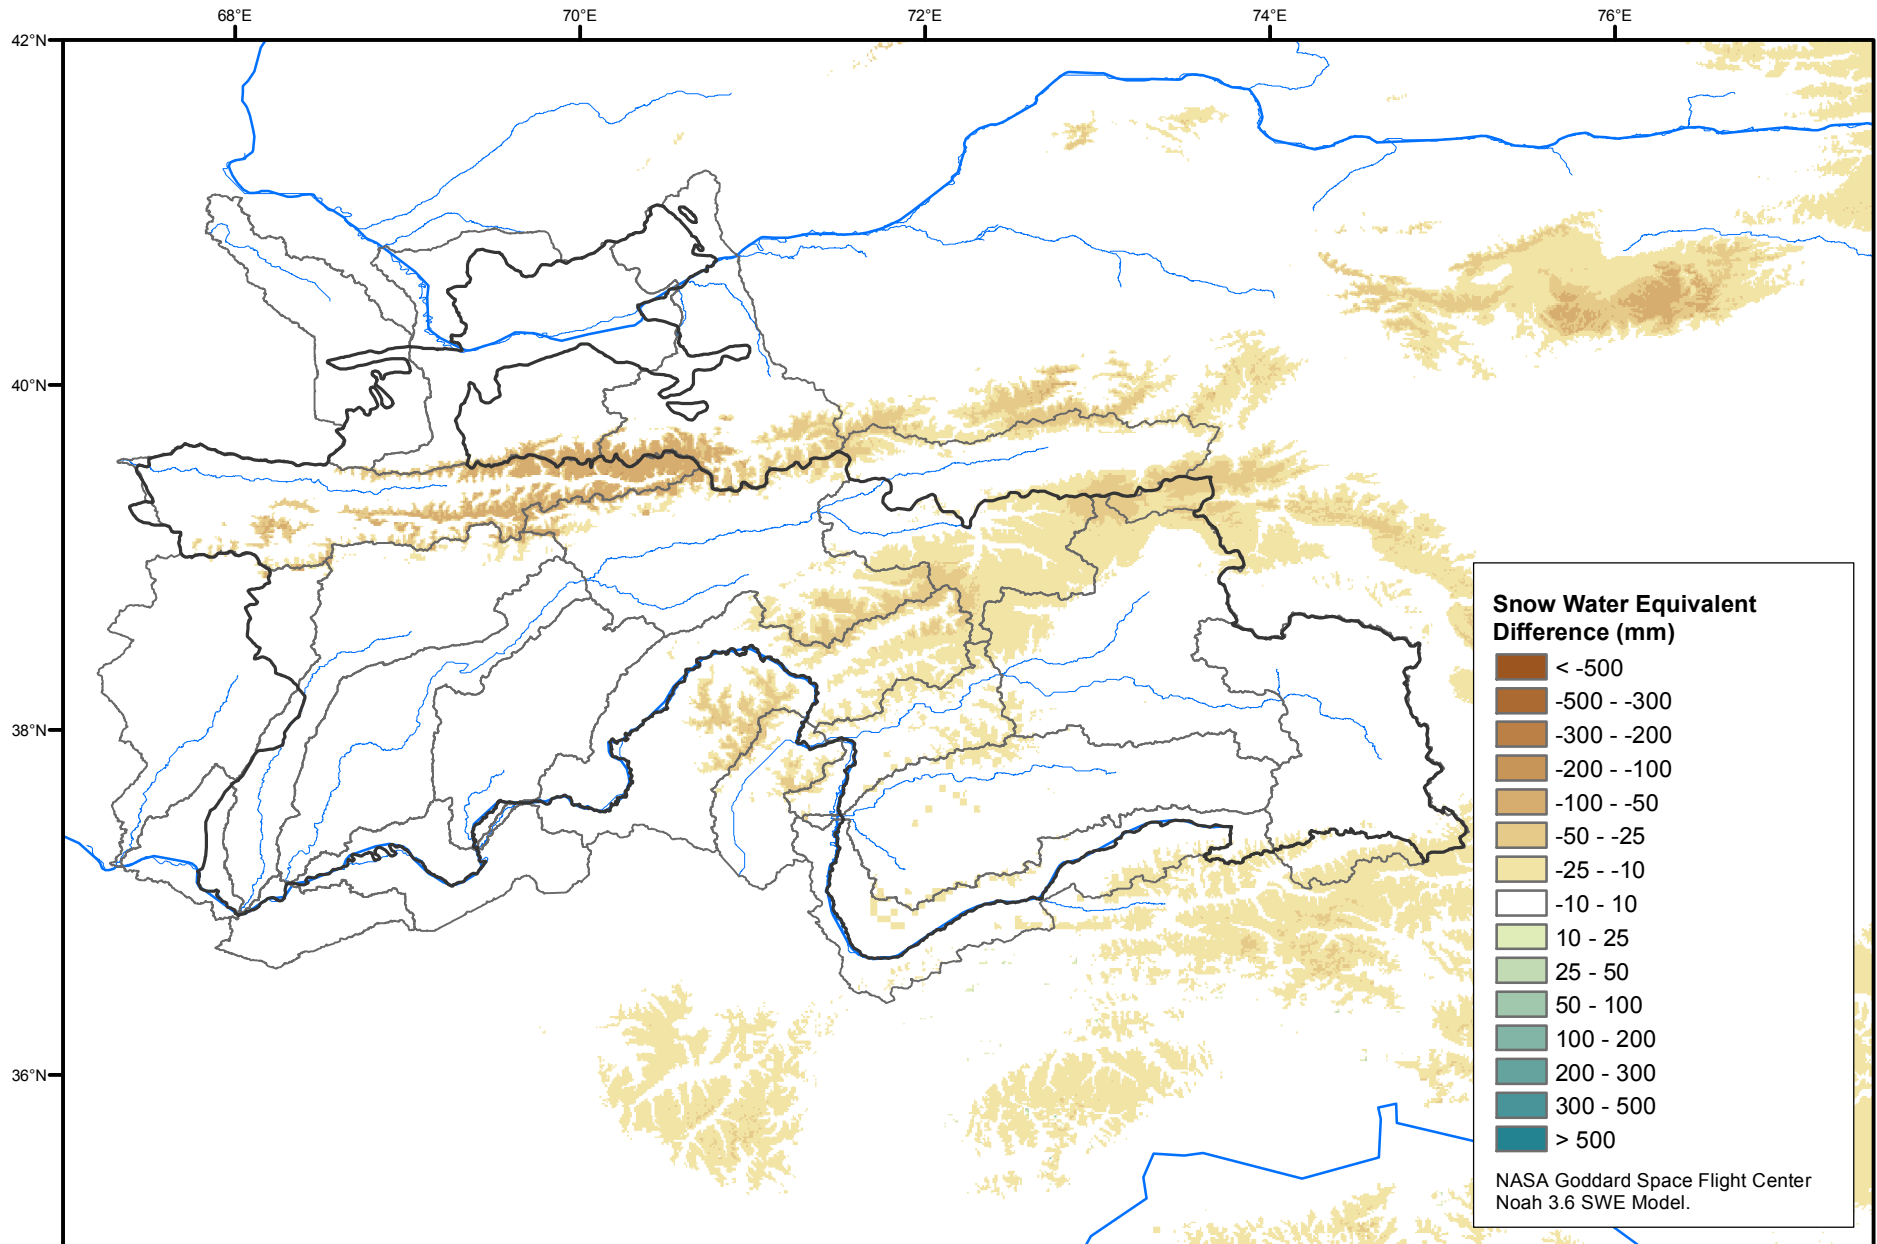 68°E
70°E
72°E
74°E
76°E
42°N
40°N
38°N
36°N
Snow Water Equivalent
Difference (mm)
< -500
-500 - -300
-300 - -200
-200 - -100
-100 - -50
-50 - -25
-25 - -10
-10 - 10
10 - 25
25 - 50
50 - 100
100 - 200
200 - 300
300 - 500
> 500
NASA Goddard Space Flight Center
Noah 3.6 SWE Model.